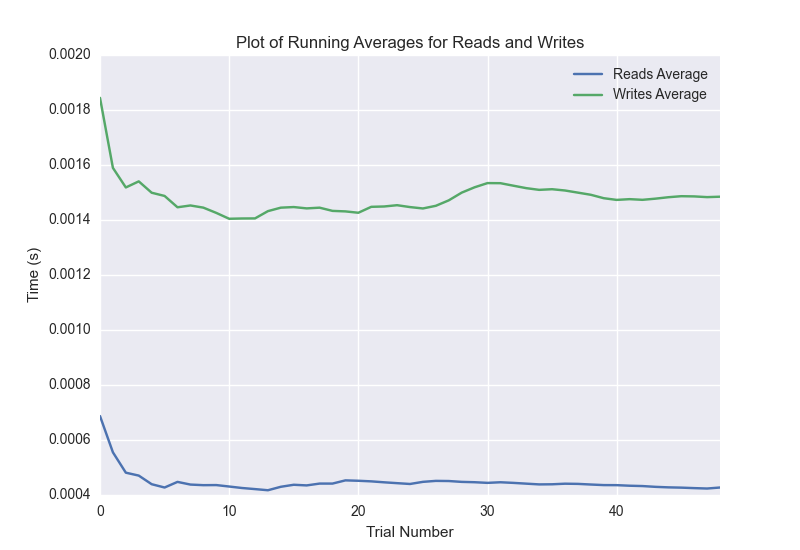 Plot of Running Averages for Reads and Writes
0.0020
0.0018
0.0016
0.0014
0.0012
0.0010
0.0008
0.0006
0.0004
Time (s)
Reads Average
Writes Average
0 10 20 30 40
Trial Number